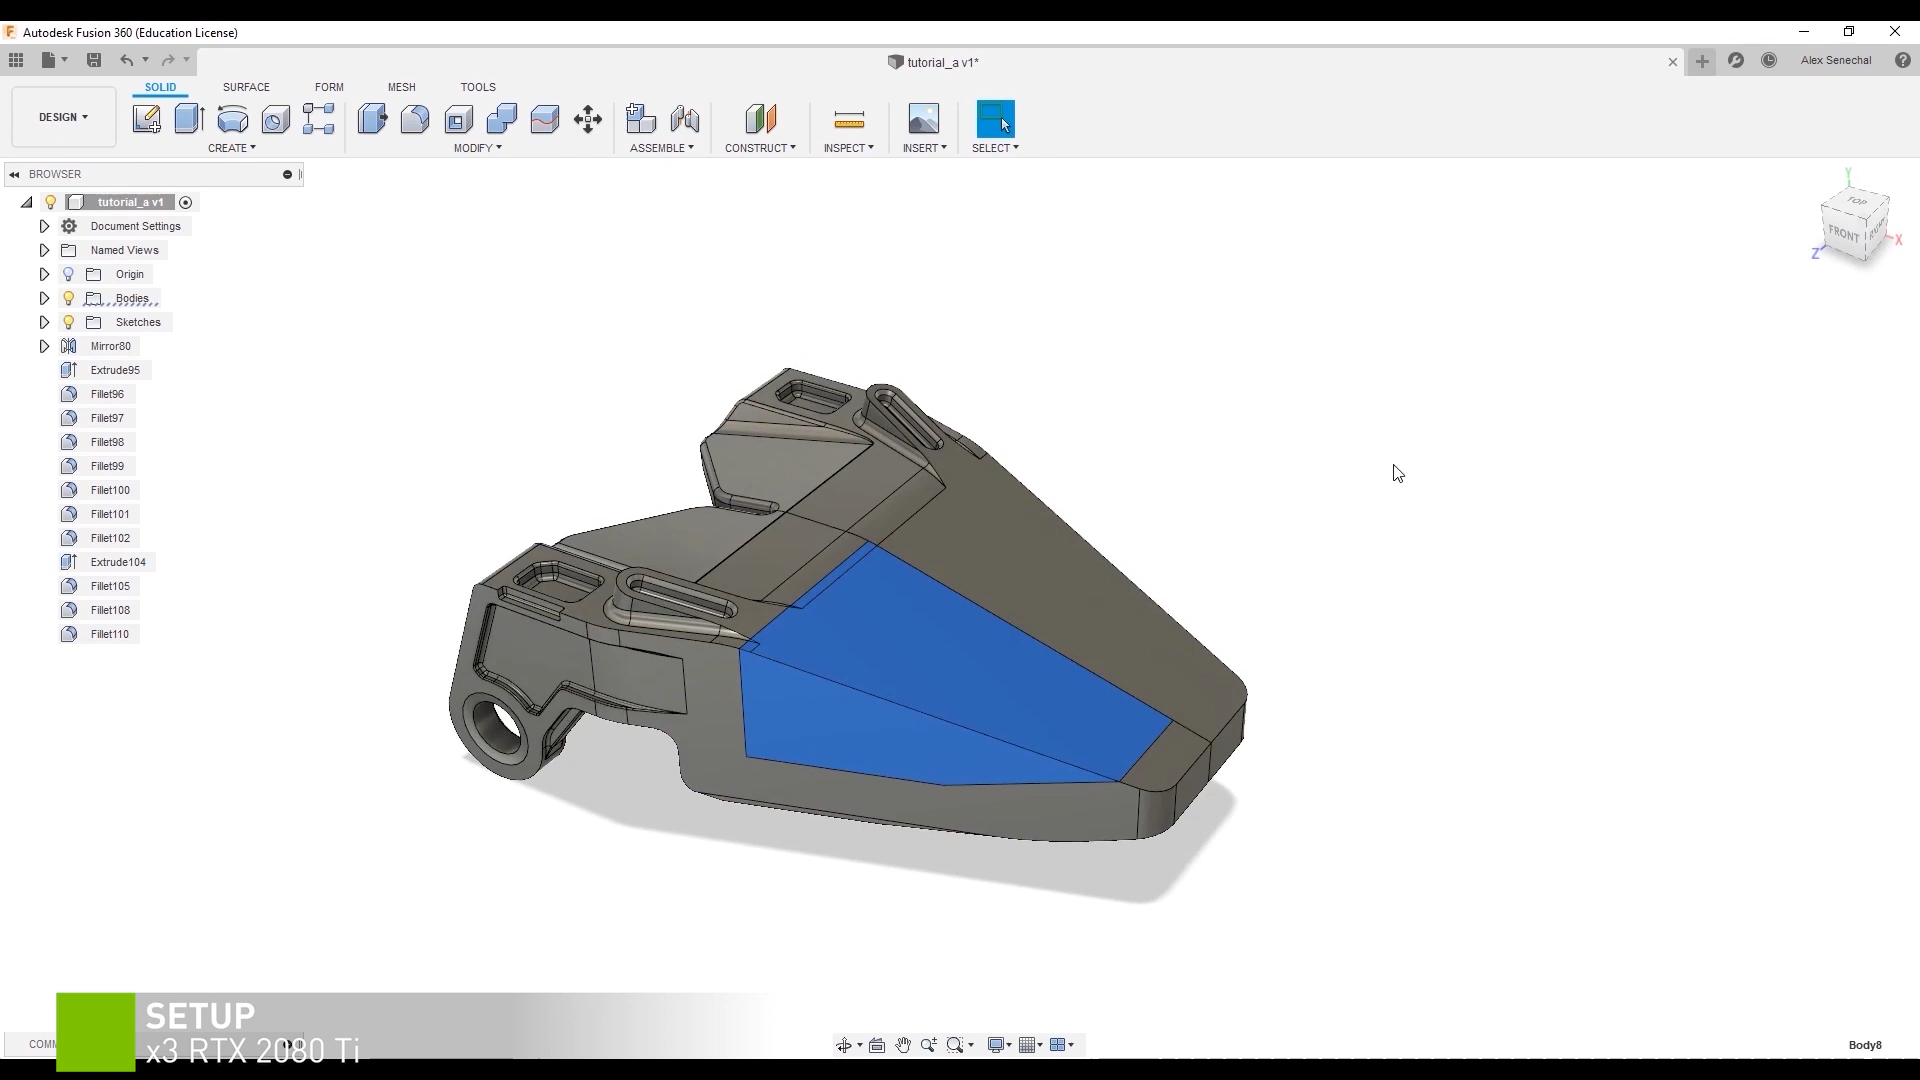 Autodesk Fusion 360 (Education License)
tutorial_a v1*
Alex Senechal
DESIGN
SOLID
SURFACE
FORM
MESH
TOOLS
CREATE
MODIFY
ASSEMBLE
CONSTRUCT
INSPECT
INSERT
SELECT
BROWSER
tutorial_a v1
Document Settings
Named Views
Origin
Bodies
Sketches
Mirror80
Extrude95
Fillet96
Fillet97
Fillet98
Fillet99
Fillet100
Fillet101
Fillet102
Extrude104
Fillet105
Fillet108
Fillet110
Y
TOP
FRONT
X
Z
SETUP
x3 RTX 2080 Ti
Body8